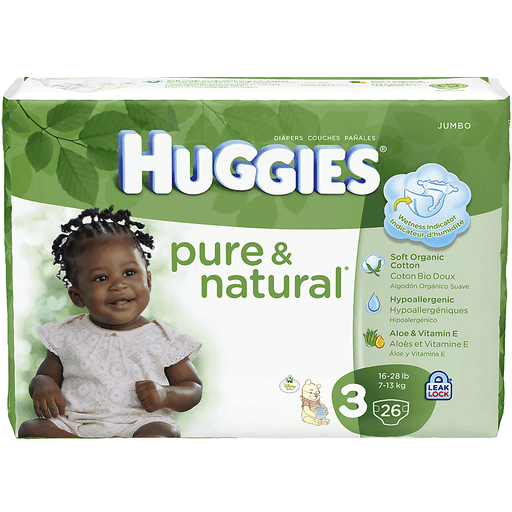 JUMBO
DIAPERS COUCHES PAÑALES
HUGGIES®
pure &
natural*
Wetness Indicator
Indicateur d'humidité
Soft Organic
Cotton
Coton Bio Doux
Algodón Orgánico Suave
Hypoallergenic
Hypoallergéniques
Hipoallergénico
Aloe & Vitamin E
Aloès et Vitamine E
Aloe y Vitamina E
16-28 lb
7-13 kg
3
26
LEAK
LOCK